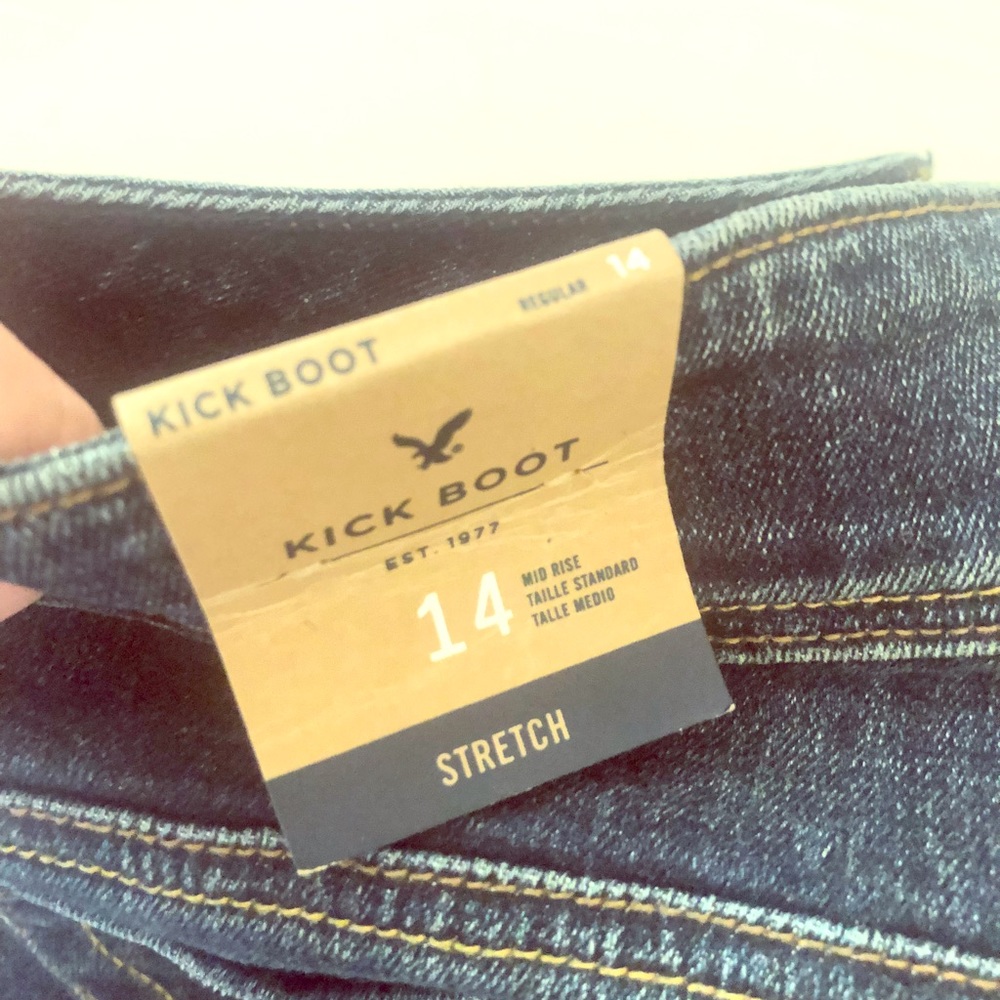 KICK BOOT REGULAR 14
KICK BOOT
EST. 1977
14
MID RISE
TAILLE STANDARD
TALLE MEDIO
STRETCH